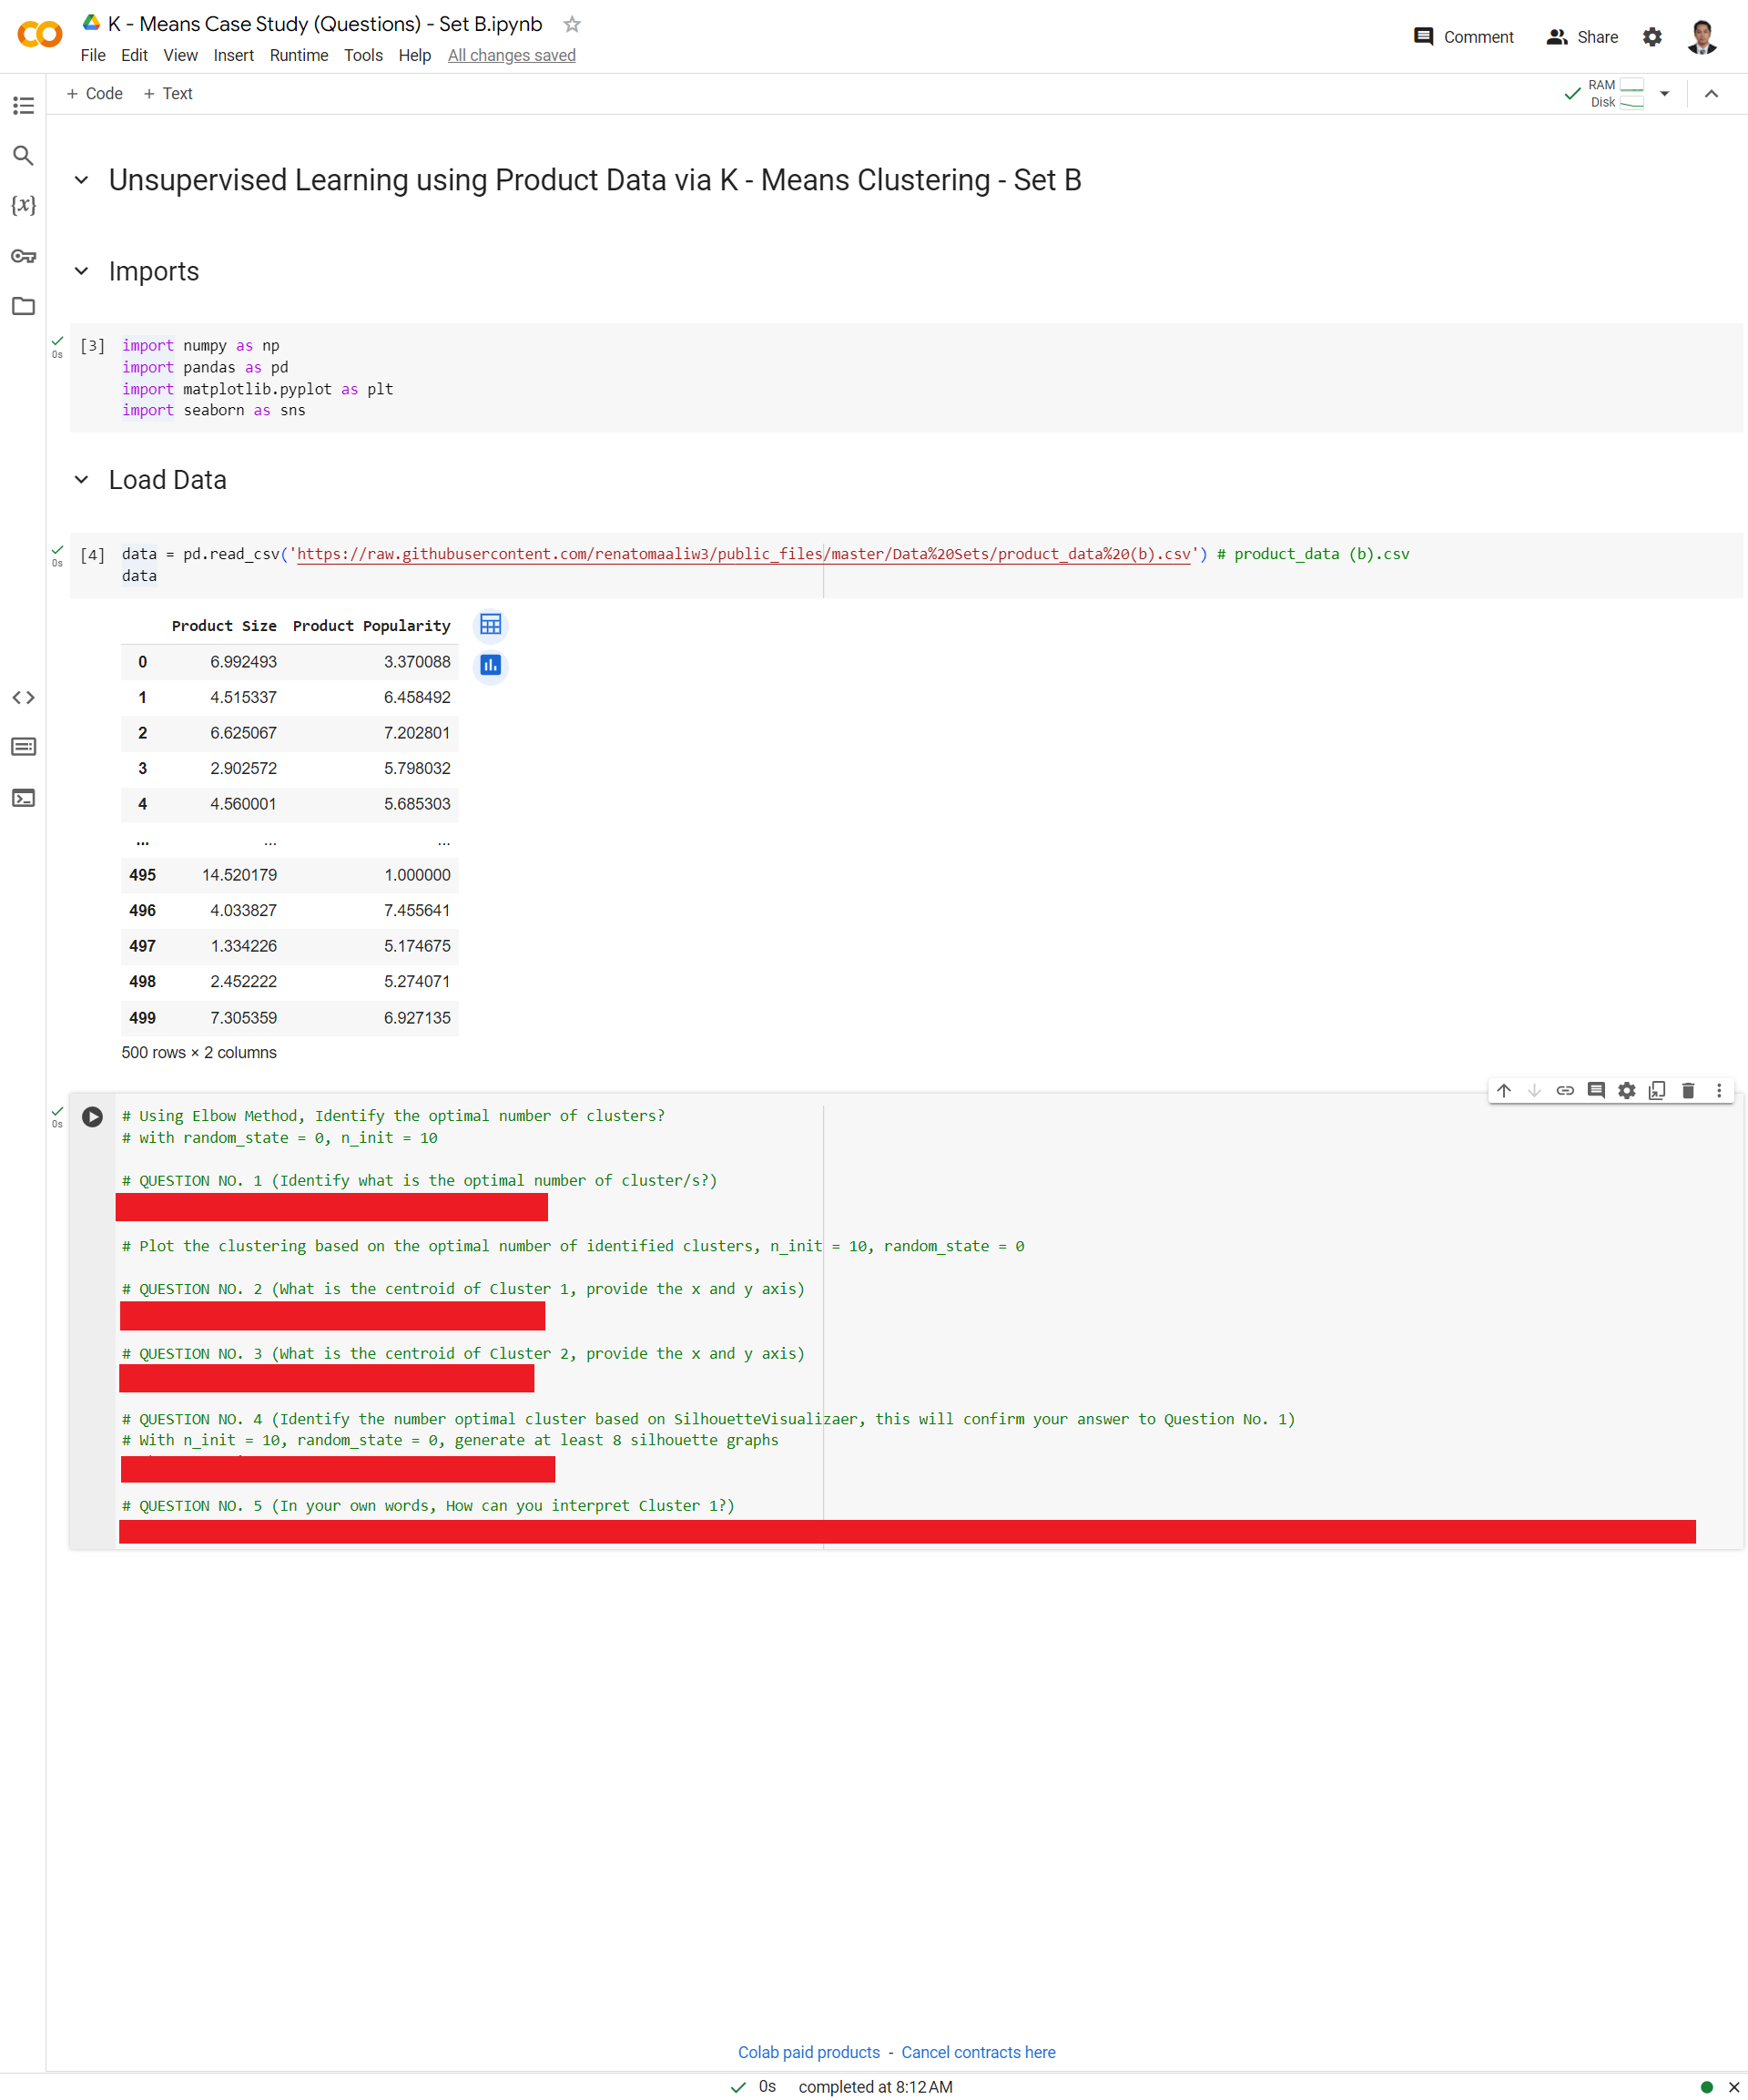 K - Means Case Study (Questions) - Set B.ipynb
File Edit View Insert Runtime Tools Help All changes saved
Comment Share
+ Code + Text
RAM
Disk
Unsupervised Learning using Product Data via K - Means Clustering - Set B
Imports
0s
[3] import numpy as np
import pandas as pd
import matplotlib.pyplot as plt
import seaborn as sns
Load Data
0s
[4] data = pd.read_csv('https://raw.githubusercontent.com/renatomaaliw3/public_files/master/Data%20Sets/product_data%20(b).csv') # product_data (b).csv
data
Product Size Product Popularity
0 6.992493 3.370088
1 4.515337 6.458492
2 6.625067 7.202801
3 2.902572 5.798032
4 4.560001 5.685303
... ... ...
495 14.520179 1.000000
496 4.033827 7.455641
497 1.334226 5.174675
498 2.452222 5.274071
499 7.305359 6.927135
500 rows × 2 columns
0s
# Using Elbow Method, Identify the optimal number of clusters?
# with random_state = 0, n_init = 10
# QUESTION NO. 1 (Identify what is the optimal number of cluster/s?)
# Plot the clustering based on the optimal number of identified clusters, n_init = 10, random_state = 0
# QUESTION NO. 2 (What is the centroid of Cluster 1, provide the x and y axis)
# QUESTION NO. 3 (What is the centroid of Cluster 2, provide the x and y axis)
# QUESTION NO. 4 (Identify the number optimal cluster based on SilhouetteVisualizaer, this will confirm your answer to Question No. 1)
# With n_init = 10, random_state = 0, generate at least 8 silhouette graphs
# QUESTION NO. 5 (In your own words, How can you interpret Cluster 1?)
Colab paid products - Cancel contracts here
0s completed at 8:12 AM